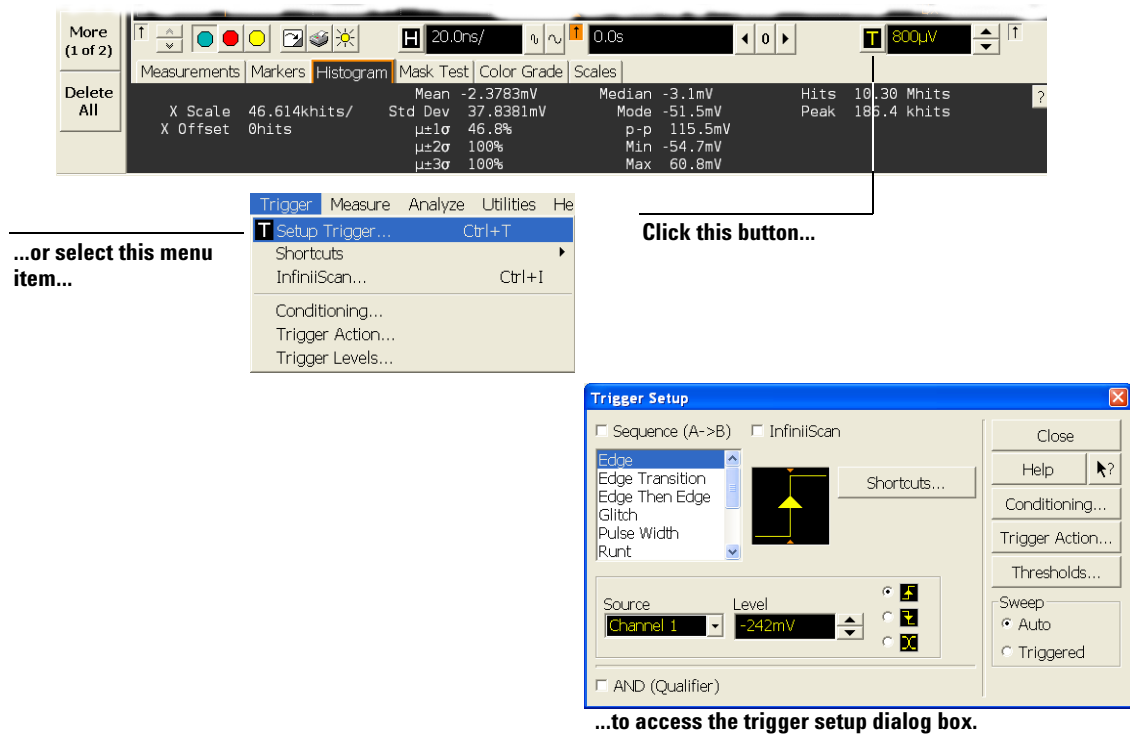 More
(1 of 2)
Delete
All
H 20.0ns/ 0.0s 0 T 800µV
Measurements Markers Histogram Mask Test Color Grade Scales
Mean -2.3783mV Median -3.1mV Hits 10.30 Mhits ?
X Scale 46.614khits/ Std Dev 37.8381mV Mode -51.5mV Peak 186.4 khits
X Offset 0hits µ±1σ 46.8% p-p 115.5mV
µ±2σ 100% Min -54.7mV
µ±3σ 100% Max 60.8mV
Trigger Measure Analyze Utilities He
T Setup Trigger... Ctrl+T
Shortcuts
InfiniiScan... Ctrl+I
Conditioning...
Trigger Action...
Trigger Levels...
...or select this menu
item...
Click this button...
Trigger Setup
Sequence (A->B) InfiniiScan
Edge
Edge Transition
Edge Then Edge
Glitch
Pulse Width
Runt
Shortcuts...
Close
Help ?
Conditioning...
Trigger Action...
Thresholds...
Source Level
Channel 1 -242mV
Sweep
Auto
Triggered
AND (Qualifier)
...to access the trigger setup dialog box.